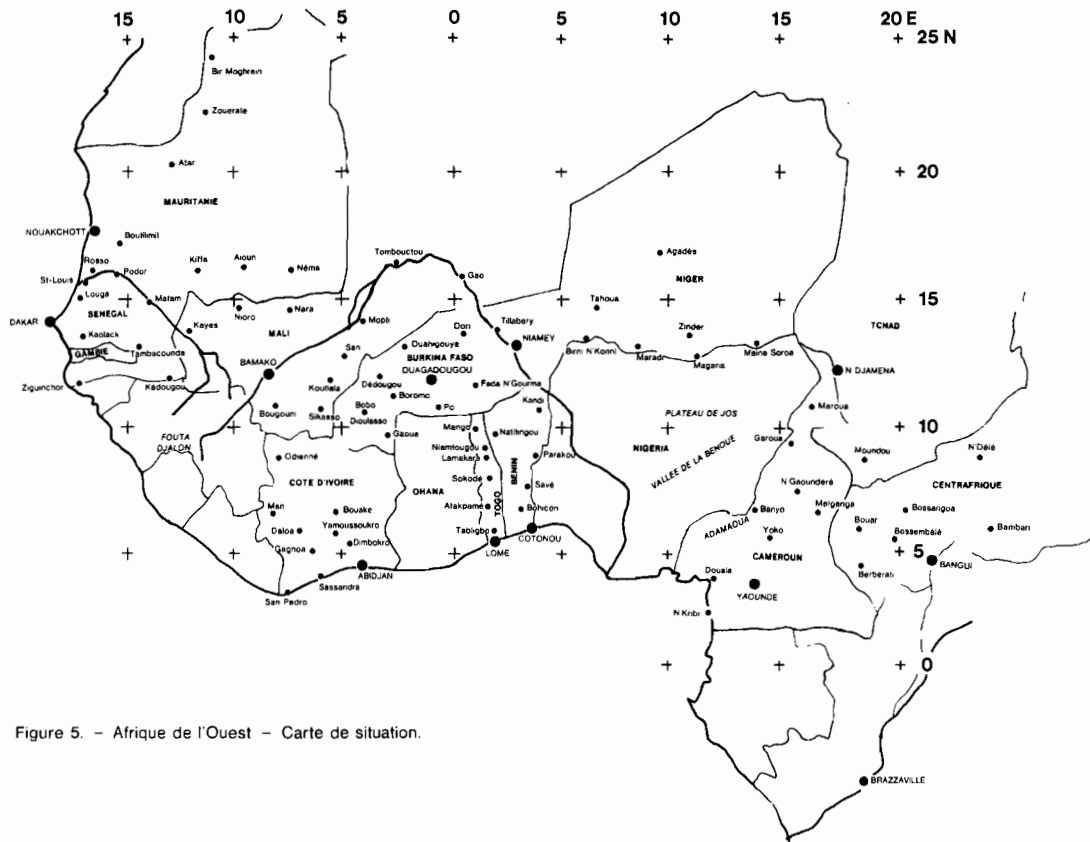 15 10 5 0 5 10 15 20 E
25 N
Bir Moghrain
Zouerate
Atar
20
MAURITANIE
NOUAKCHOTT
Boutilimit
Tombouctou
Agadès
Rosso
Kiffa
Aioun
Néma
Gao
NIGER
St-Louis
Podor
Louga
Matam
15
Tahoua
SENEGAL
Nioro
Nara
Mopti
DAKAR
Kayes
MALI
Dori
Tillabery
Zinder
TCHAD
Kaolack
Ouahigouya
NIAMEY
Birni N'Konni
Maradi
Maine Soroa
GAMBIE
Tambacounda
San
BURKINA FASO
Magaria
BAMAKO
OUAGADOUGOU
N DJAMENA
Ziguinchor
Kédougou
Koutiala
Dédougou
Fada N'Gourma
Boromo
Kandi
Bougouni
Sikasso
Bobo
Dioulasso
Po
PLATEAU DE JOS
Maroua
FOUTA
DJALON
Gaoua
Mango
Natitingou
10
Niamtougou
Garoua
Lamakara
Parakou
NIGERIA
VALLEE DE LA BENOUE
Moundou
N'Délé
Odienné
COTE D'IVOIRE
GHANA
Sokodé
BENIN
Savé
N Gaounderé
CENTRAFRIQUE
TOGO
Man
Bouake
Atakpamé
Bohicon
Banyo
Meiganga
Bossangoa
Yamoussoukro
ADAMAOUA
Daloa
Tabligbo
COTONOU
Yoko
Bouar
Bossembélé
Bambari
Gagnoa
Dimbokro
LOME
CAMEROUN
5
ABIDJAN
Douala
Berberati
BANGUI
Sassandra
YAOUNDE
San Pedro
N Kribi
0
Figure 5. – Afrique de l'Ouest – Carte de situation.
BRAZZAVILLE